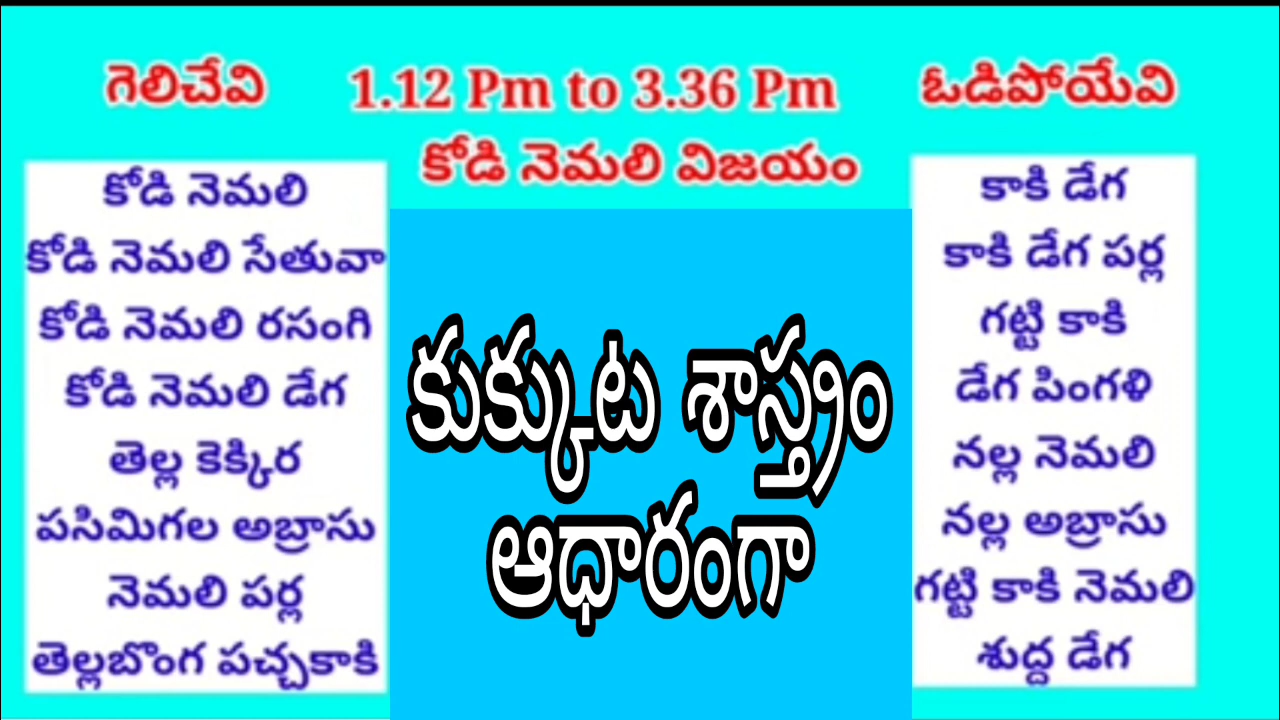 గెలిచేవి
1.12 Pm to 3.36 Pm
ఓడిపోయేవి
కోడి నెమలి విజయం
కోడి నెమలి
కోడి నెమలి సేతువా
కోడి నెమలి రసంగి
కోడి నెమలి డేగ
తెల్ల కెక్కిర
పసిమిగల అబ్రాసు
నెమలి పర్ల
తెల్లబొంగ పచ్చకాకి
కుక్కుట శాస్త్రం
ఆధారంగా
కాకి డేగ
కాకి డేగ పర్ల
గట్టి కాకి
డేగ పింగళి
నల్ల నెమలి
నల్ల అబ్రాసు
గట్టి కాకి నెమలి
శుద్ద డేగ